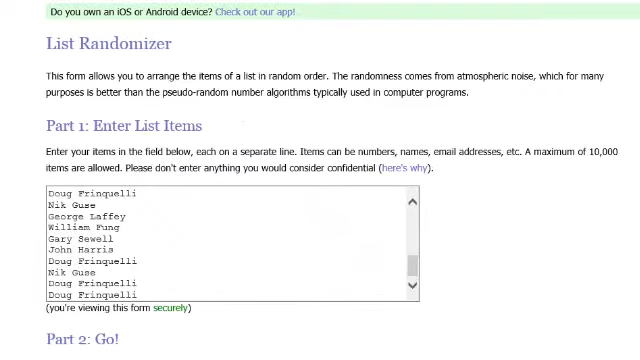 Do you own an iOS or Android device? Check out our app!
List Randomizer
This form allows you to arrange the items of a list in random order. The randomness comes from atmospheric noise, which for many
purposes is better than the pseudo-random number algorithms typically used in computer programs.
Part 1: Enter List Items
Enter your items in the field below, each on a separate line. Items can be numbers, names, email addresses, etc. A maximum of 10,000
items are allowed. Please don't enter anything you would consider confidential (here's why).
Doug Frinquelli
Nik Guse
George Laffey
William Fung
Gary Sewell
John Harris
Doug Frinquelli
Nik Guse
Doug Frinquelli
Doug Frinquelli
(you're viewing this form securely)
Part 2: Go!